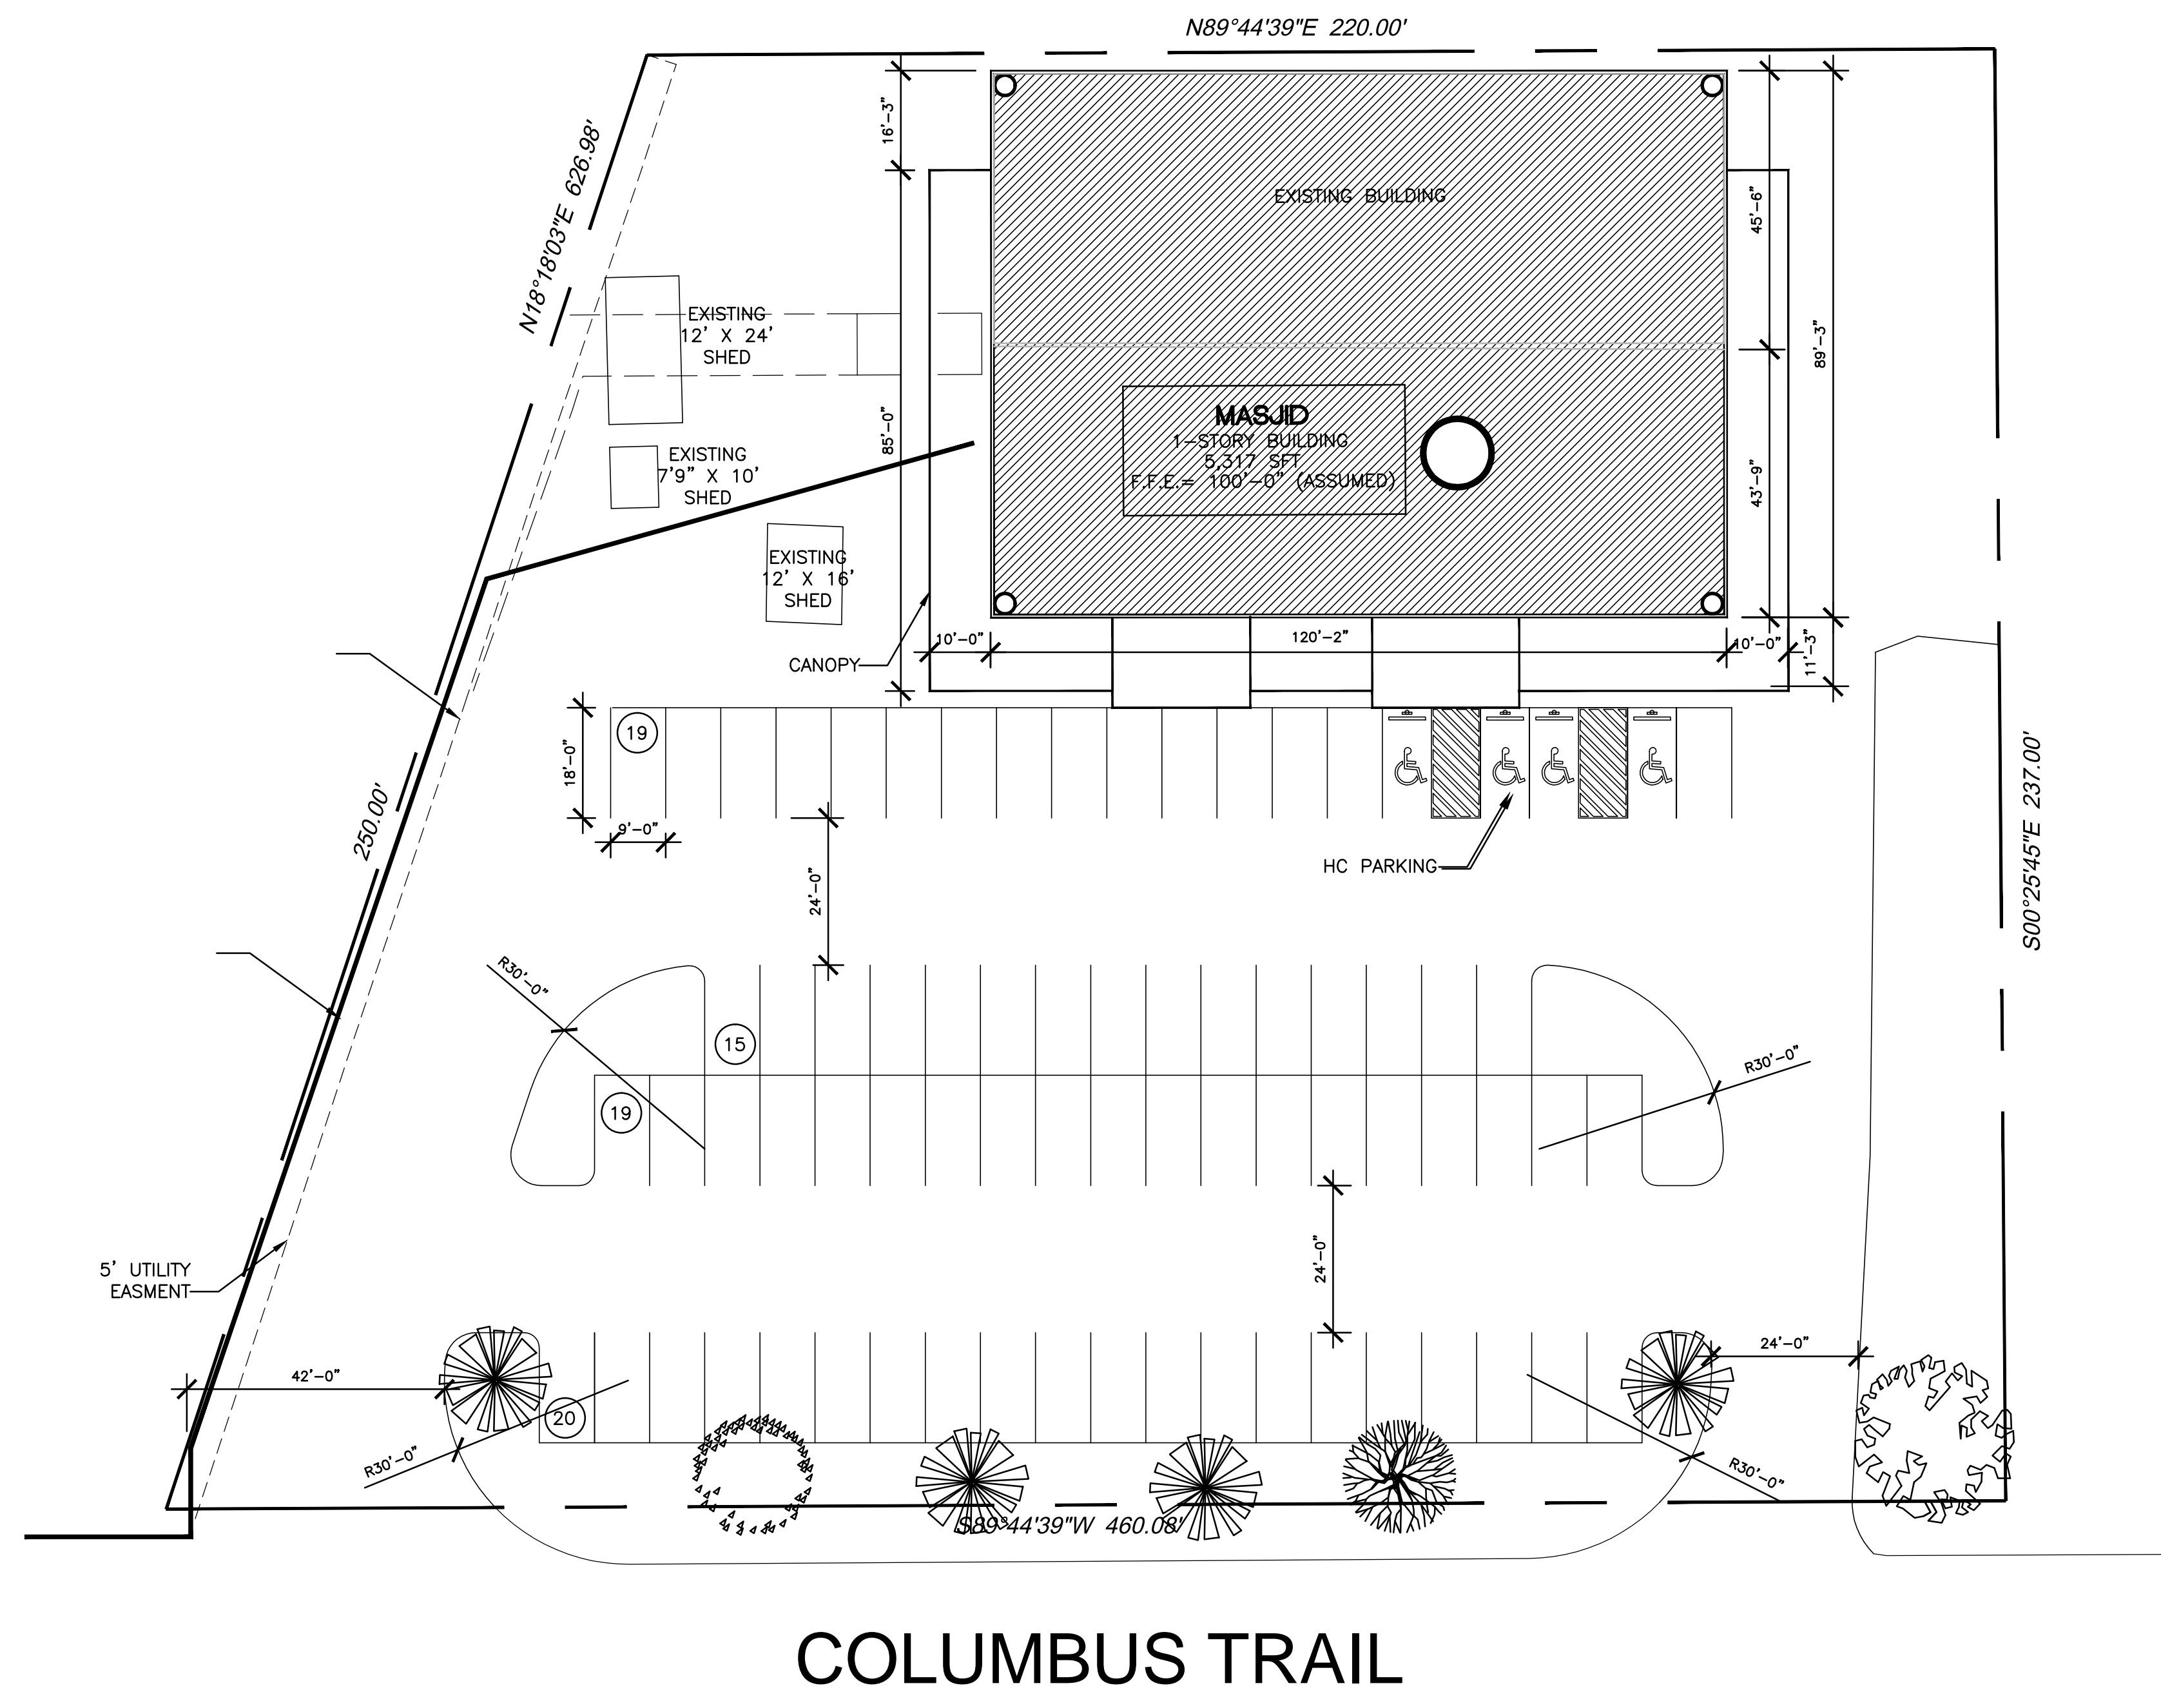 N89°44'39"E 220.00'
16'-3"
N18°18'03"E 626.98'
EXISTING BUILDING
45'-6"
EXISTING
12' X 24'
SHED
89'-3"
MASJID
1-STORY BUILDING
5,317 SFT
F.F.E.= 100'-0" (ASSUMED)
85'-0"
EXISTING
7'9" X 10'
SHED
43'-9"
EXISTING
12' X 16'
SHED
CANOPY
10'-0"
120'-2"
10'-0"
11'-3"
19
18'-0"
9'-0"
250.00'
24'-0"
HC PARKING
S00°25'45"E 237.00'
R30'-0"
15
R30'-0"
19
5' UTILITY
EASMENT
24'-0"
42'-0"
24'-0"
20
R30'-0"
R30'-0"
S89°44'39"W 460.08'
COLUMBUS TRAIL